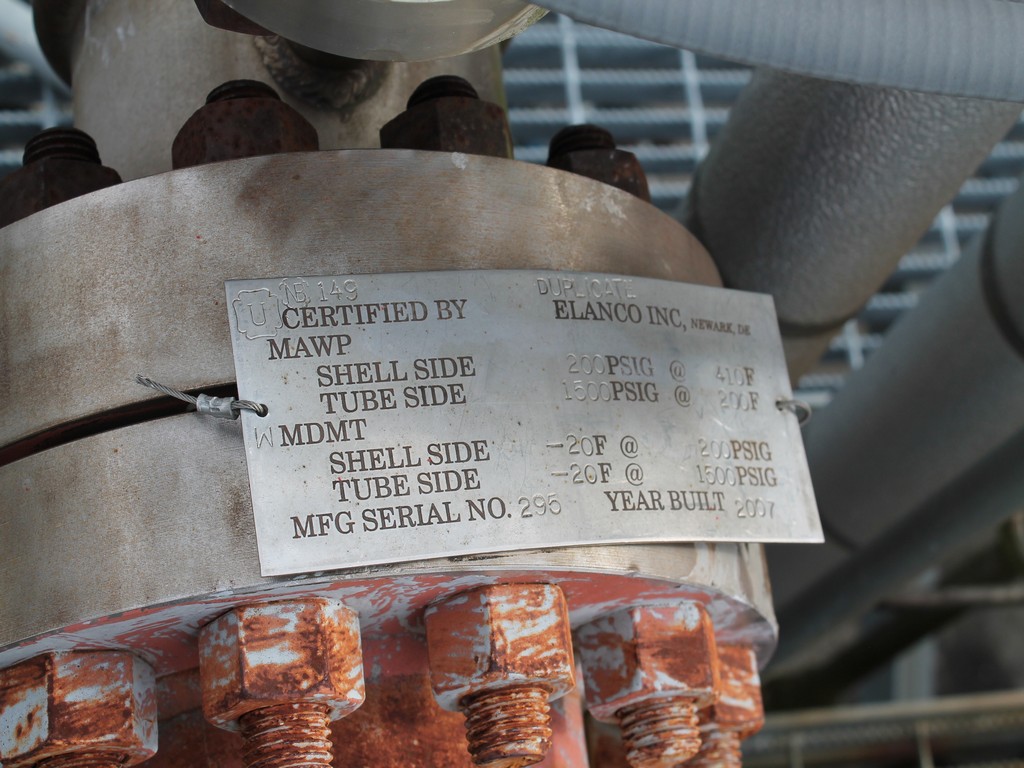 NB 149 DUPLICATE
U CERTIFIED BY ELANCO INC, NEWARK, DE
MAWP
SHELL SIDE 200PSIG @ 410F
TUBE SIDE 1500PSIG @ 200F
W MDMT
SHELL SIDE -20F @ 200PSIG
TUBE SIDE -20F @ 1500PSIG
MFG SERIAL NO. 295 YEAR BUILT 2007